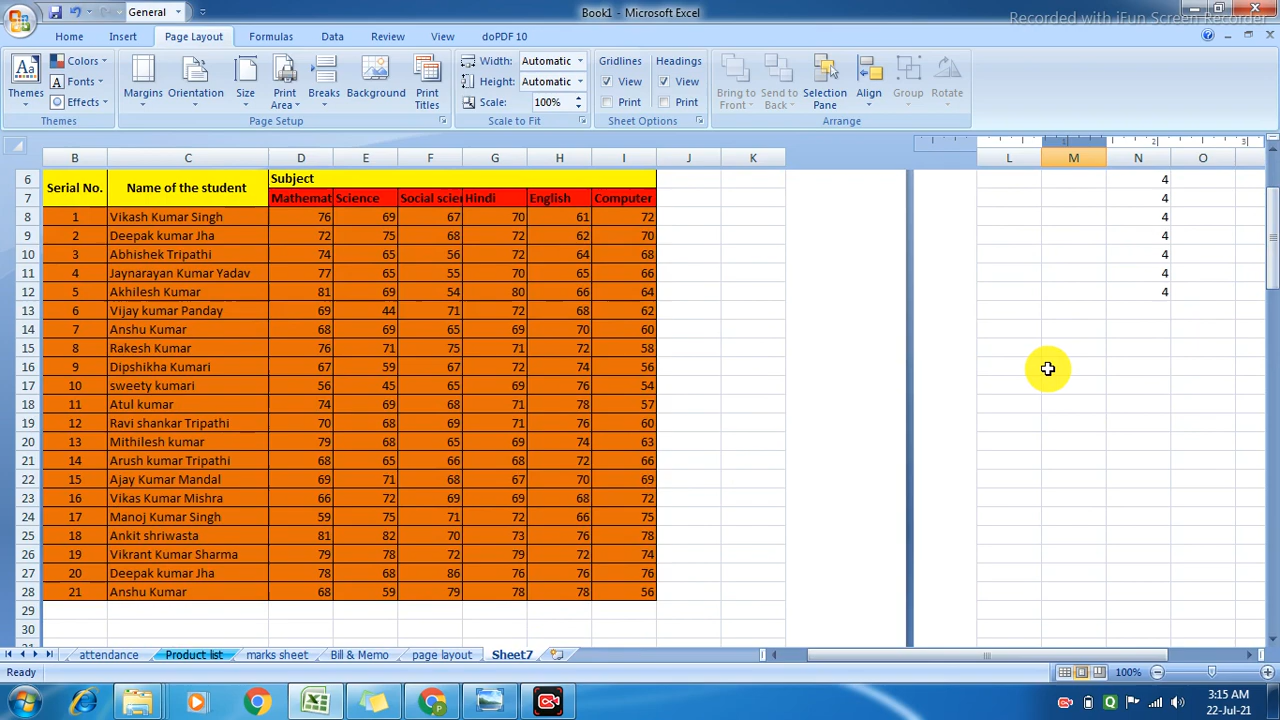 General
Book1 - Microsoft Excel
Recorded with iFun Screen Recorder
Home Insert Page Layout Formulas Data Review View doPDF 10
Aa Colors Width: Automatic Gridlines Headings
Fonts Height: Automatic View View
Themes Effects Margins Orientation Size Print Area Breaks Background Print Titles Scale: 100% Print Print Bring to Front Send to Back Selection Pane Align Group Rotate
Themes Page Setup Scale to Fit Sheet Options Arrange
1 2 3
B C D E F G H I J K L M N O
6 Serial No. Name of the student Subject 4
7 Mathemat Science Social scien Hindi English Computer 4
8 1 Vikash Kumar Singh 76 69 67 70 61 72 4
9 2 Deepak kumar Jha 72 75 68 72 62 70 4
10 3 Abhishek Tripathi 74 65 56 72 64 68 4
11 4 Jaynarayan Kumar Yadav 77 65 55 70 65 66 4
12 5 Akhilesh Kumar 81 69 54 80 66 64 4
13 6 Vijay kumar Panday 69 44 71 72 68 62
14 7 Anshu Kumar 68 69 65 69 70 60
15 8 Rakesh Kumar 76 71 75 71 72 58
16 9 Dipshikha Kumari 67 59 67 72 74 56
17 10 sweety kumari 56 45 65 69 76 54
18 11 Atul kumar 74 69 68 71 78 57
19 12 Ravi shankar Tripathi 70 68 69 71 76 60
20 13 Mithilesh kumar 79 68 65 69 74 63
21 14 Arush kumar Tripathi 68 65 66 68 72 66
22 15 Ajay Kumar Mandal 69 71 68 67 70 69
23 16 Vikas Kumar Mishra 66 72 69 69 68 72
24 17 Manoj Kumar Singh 59 75 71 72 66 75
25 18 Ankit shriwasta 81 82 70 73 76 78
26 19 Vikrant Kumar Sharma 79 78 72 79 72 74
27 20 Deepak kumar Jha 78 68 86 76 76 76
28 21 Anshu Kumar 68 59 79 78 78 56
29
30
attendance Product list marks sheet Bill & Memo page layout Sheet7
Ready 100%
3:15 AM
22-Jul-21